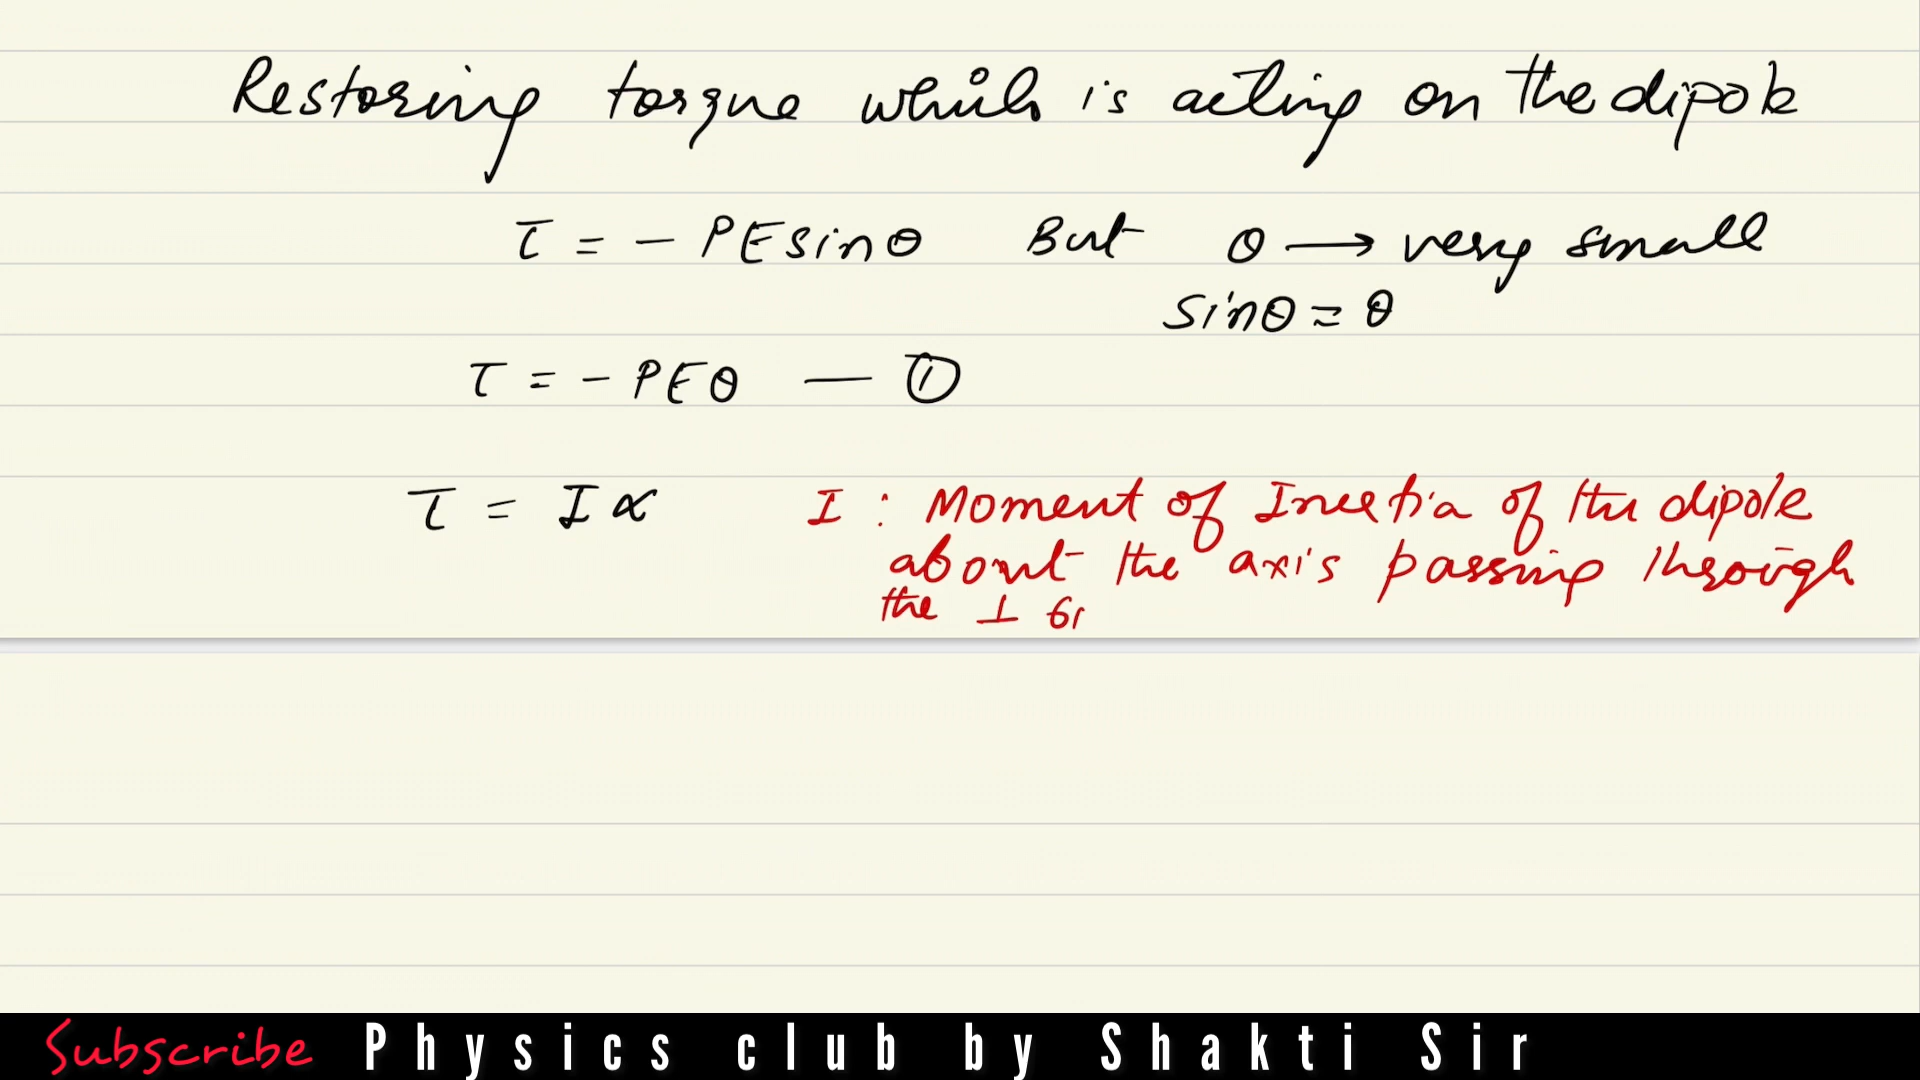 Restoring torque which is acting on the dipole
τ = - PE sinθ But θ → very small
sinθ ≈ θ
τ = - PEθ — ①
τ = I α I : Moment of Inertia of the dipole
about the axis passing through
the ⊥
Subscribe Physics club by Shakti Sir